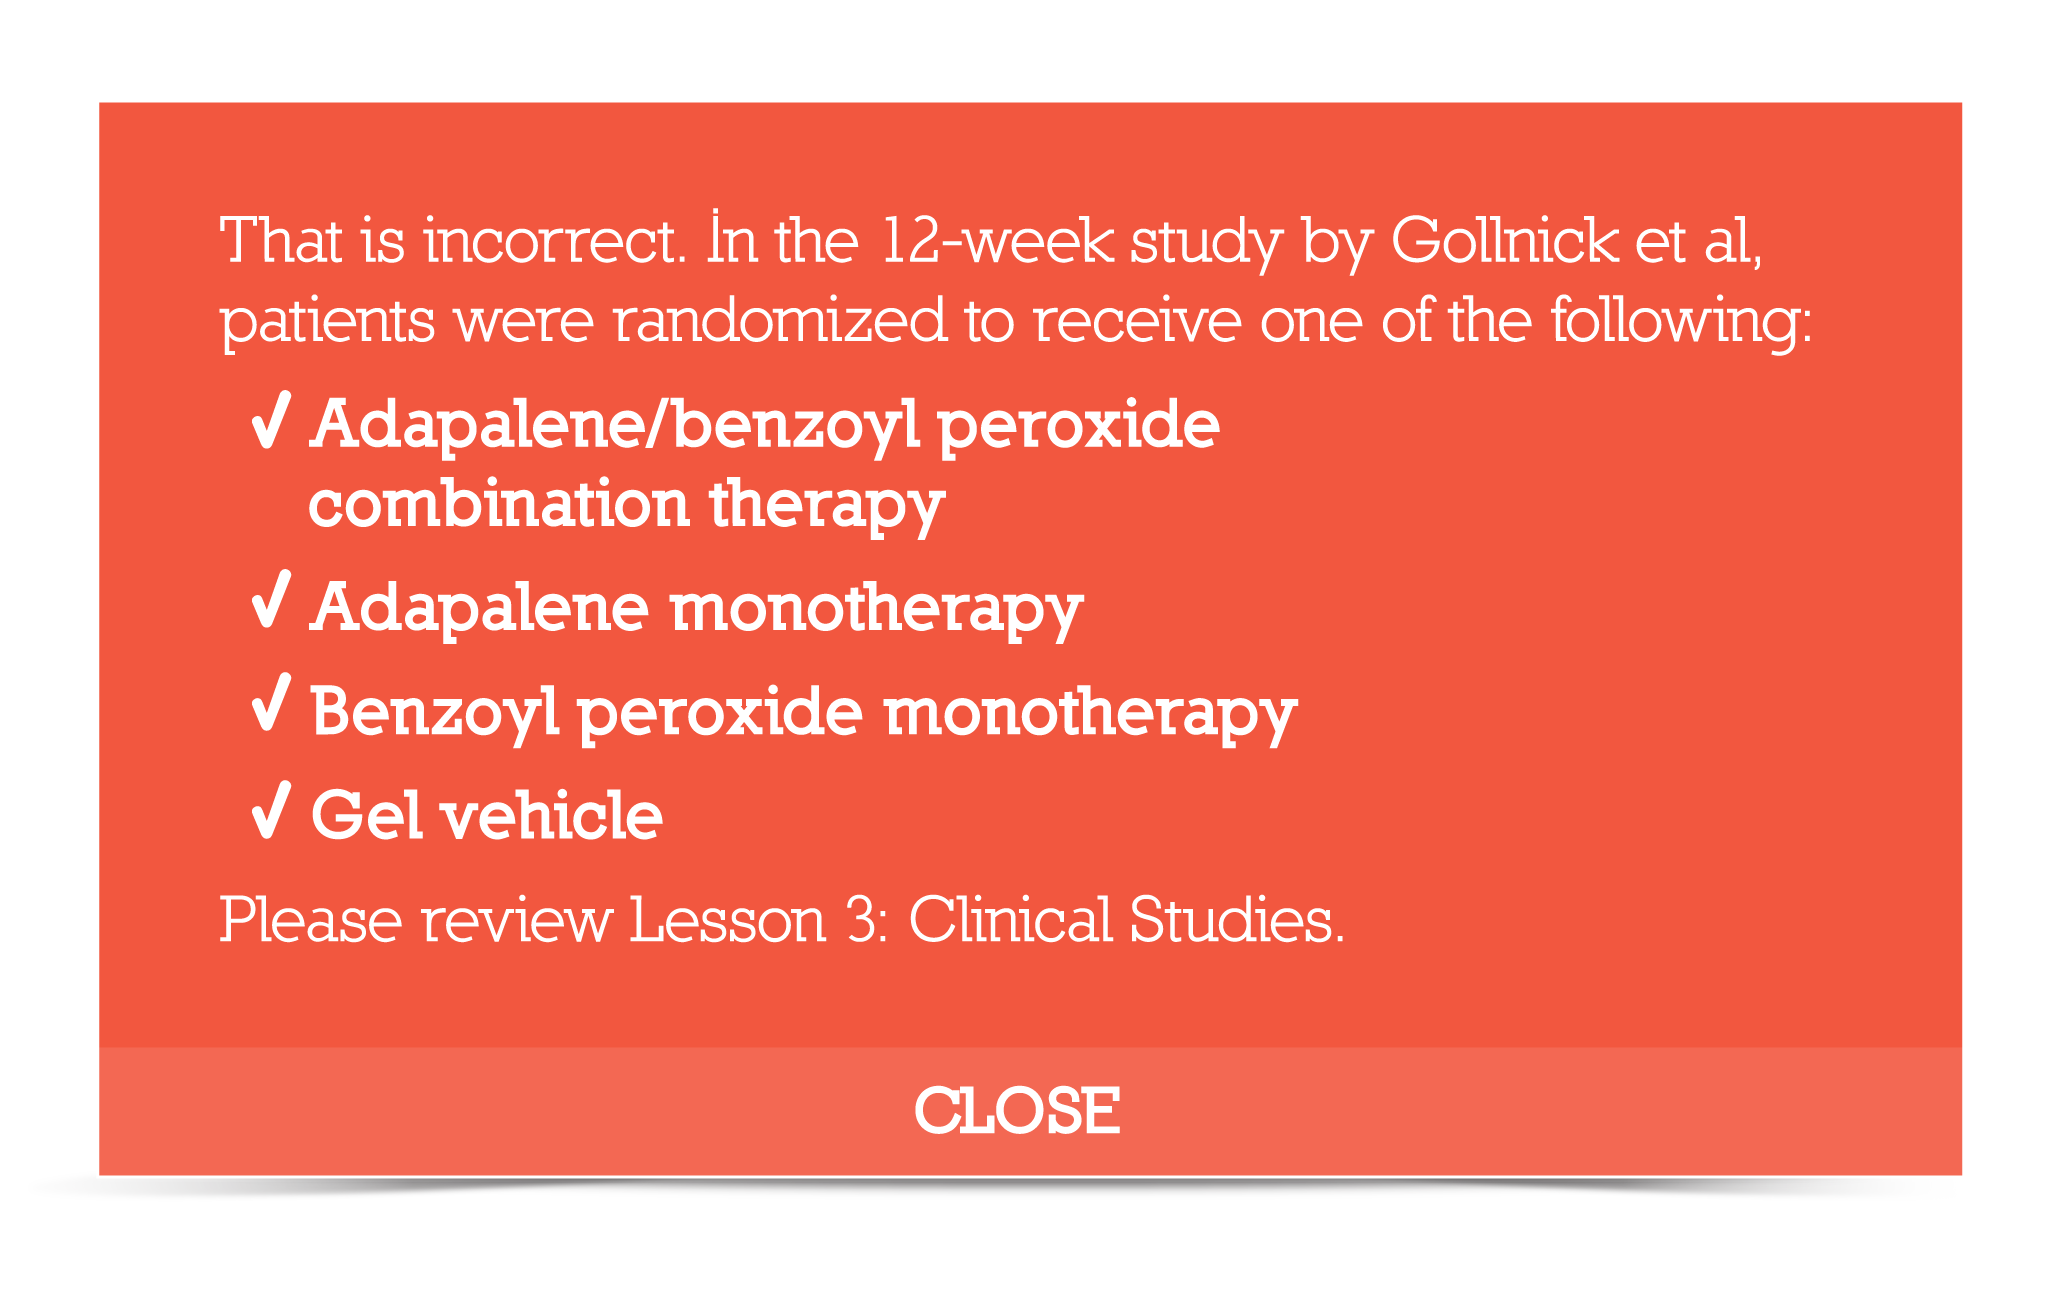 That is incorrect. İn the 12-week study by Gollnick et al,
patients were randomized to receive one of the following:
✓ Adapalene/benzoyl peroxide
combination therapy
✓ Adapalene monotherapy
✓ Benzoyl peroxide monotherapy
✓ Gel vehicle
Please review Lesson 3: Clinical Studies.
CLOSE